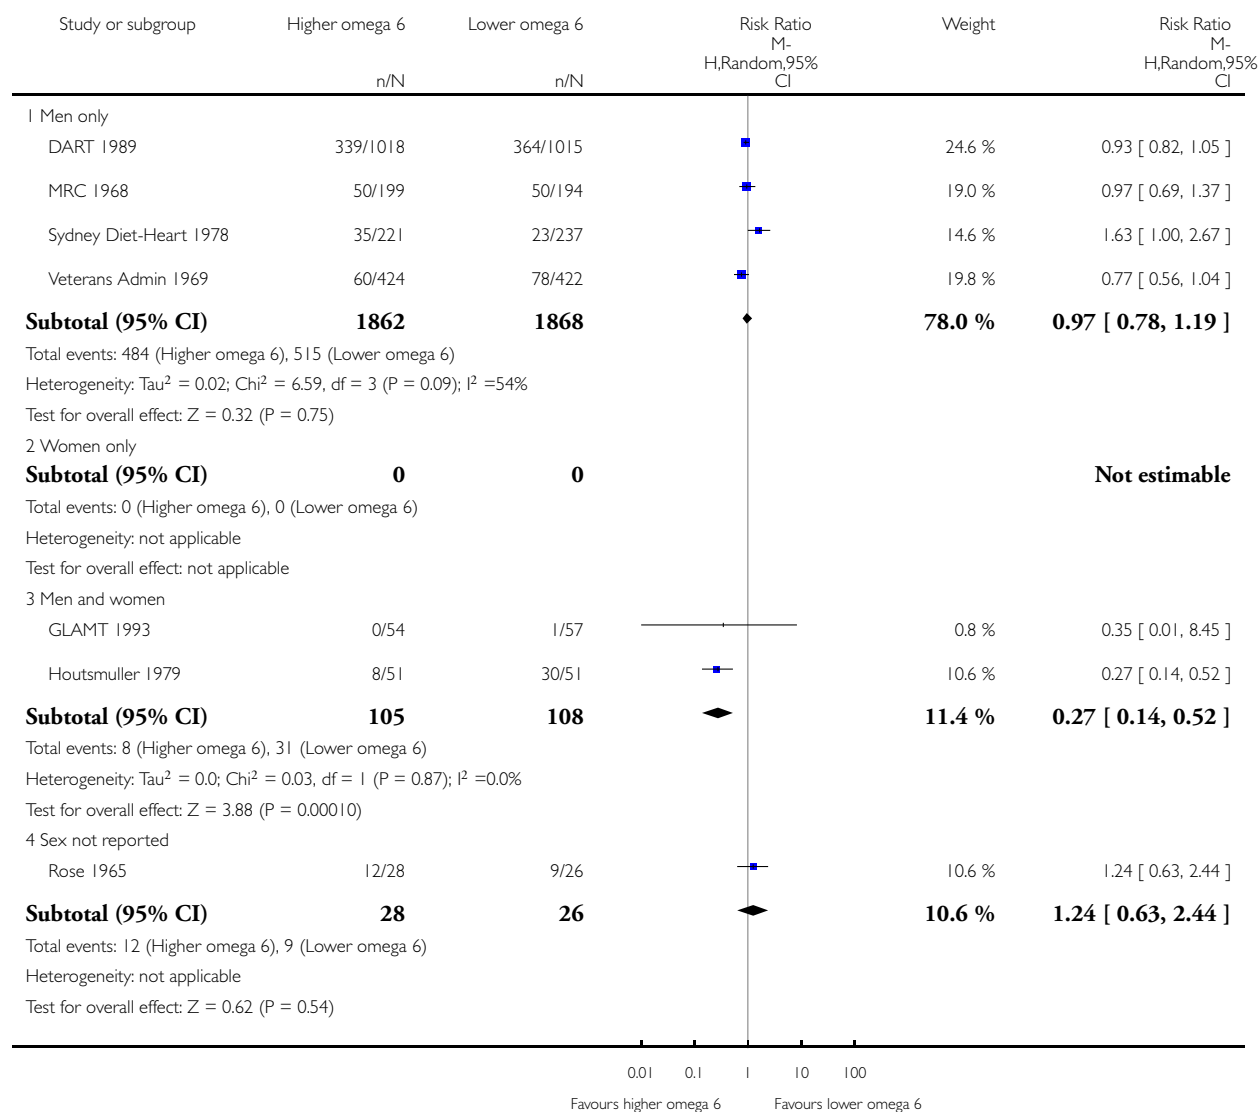 Study or subgroup Higher omega 6 Lower omega 6 Risk Ratio Weight Risk Ratio
M- M-
H,Random,95% H,Random,95%
n/N n/N CI CI
1 Men only
DART 1989 339/1018 364/1015 24.6 % 0.93 [ 0.82, 1.05 ]
MRC 1968 50/199 50/194 19.0 % 0.97 [ 0.69, 1.37 ]
Sydney Diet-Heart 1978 35/221 23/237 14.6 % 1.63 [ 1.00, 2.67 ]
Veterans Admin 1969 60/424 78/422 19.8 % 0.77 [ 0.56, 1.04 ]
Subtotal (95% CI) 1862 1868 78.0 % 0.97 [ 0.78, 1.19 ]
Total events: 484 (Higher omega 6), 515 (Lower omega 6)
Heterogeneity: Tau² = 0.02; Chi² = 6.59, df = 3 (P = 0.09); I² =54%
Test for overall effect: Z = 0.32 (P = 0.75)
2 Women only
Subtotal (95% CI) 0 0 Not estimable
Total events: 0 (Higher omega 6), 0 (Lower omega 6)
Heterogeneity: not applicable
Test for overall effect: not applicable
3 Men and women
GLAMT 1993 0/54 1/57 0.8 % 0.35 [ 0.01, 8.45 ]
Houtsmuller 1979 8/51 30/51 10.6 % 0.27 [ 0.14, 0.52 ]
Subtotal (95% CI) 105 108 11.4 % 0.27 [ 0.14, 0.52 ]
Total events: 8 (Higher omega 6), 31 (Lower omega 6)
Heterogeneity: Tau² = 0.0; Chi² = 0.03, df = 1 (P = 0.87); I² =0.0%
Test for overall effect: Z = 3.88 (P = 0.00010)
4 Sex not reported
Rose 1965 12/28 9/26 10.6 % 1.24 [ 0.63, 2.44 ]
Subtotal (95% CI) 28 26 10.6 % 1.24 [ 0.63, 2.44 ]
Total events: 12 (Higher omega 6), 9 (Lower omega 6)
Heterogeneity: not applicable
Test for overall effect: Z = 0.62 (P = 0.54)
0.01 0.1 1 10 100
Favours higher omega 6 Favours lower omega 6